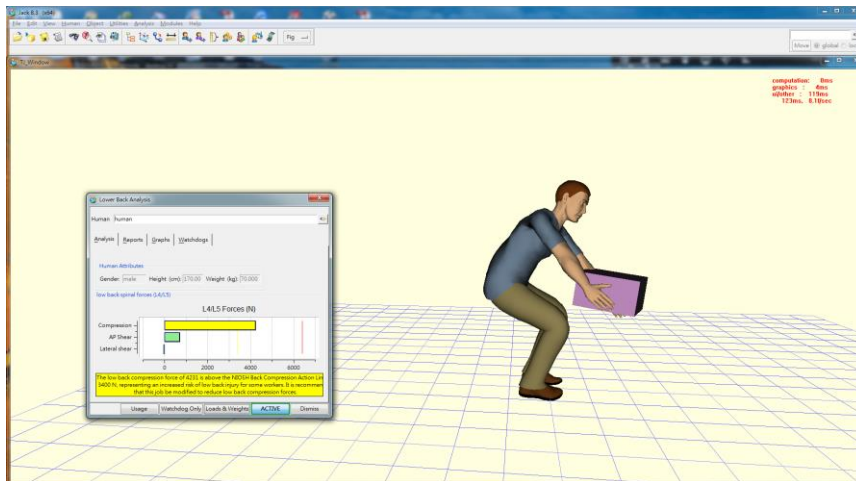 Jack 8.3 (x64)
File Edit View Human Object Utilities Analysis Modules Help
Fig
Move global
Window
computation: 0ms
graphics : 4ms
ui/other : 119ms
123ms, 8.10/sec
Lower Back Analysis
Human human
Analysis Reports Graphs Watchdogs
Human Attributes
Gender: male Height (cm): 170.00 Weight (kg): 70.000
low back spinal forces (L4/L5)
L4/L5 Forces (N)
Compression
AP Shear
Lateral shear
0 2000 4000 6000
The low back compression force of is above the NIOSH Back Compression Action Lim
3400 N, representing an increased risk of low back injury for some workers. It is recommen
that this job be modified to reduce low back compression forces.
Usage Watchdog Only Loads & Weights ACTIVE Dismiss